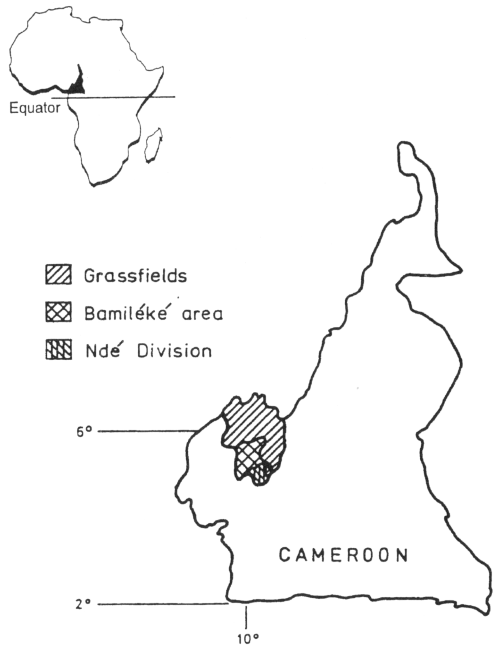 Equator
Grassfields
Bamiléké area
Ndé Division
6°
CAMEROON
2°
10°